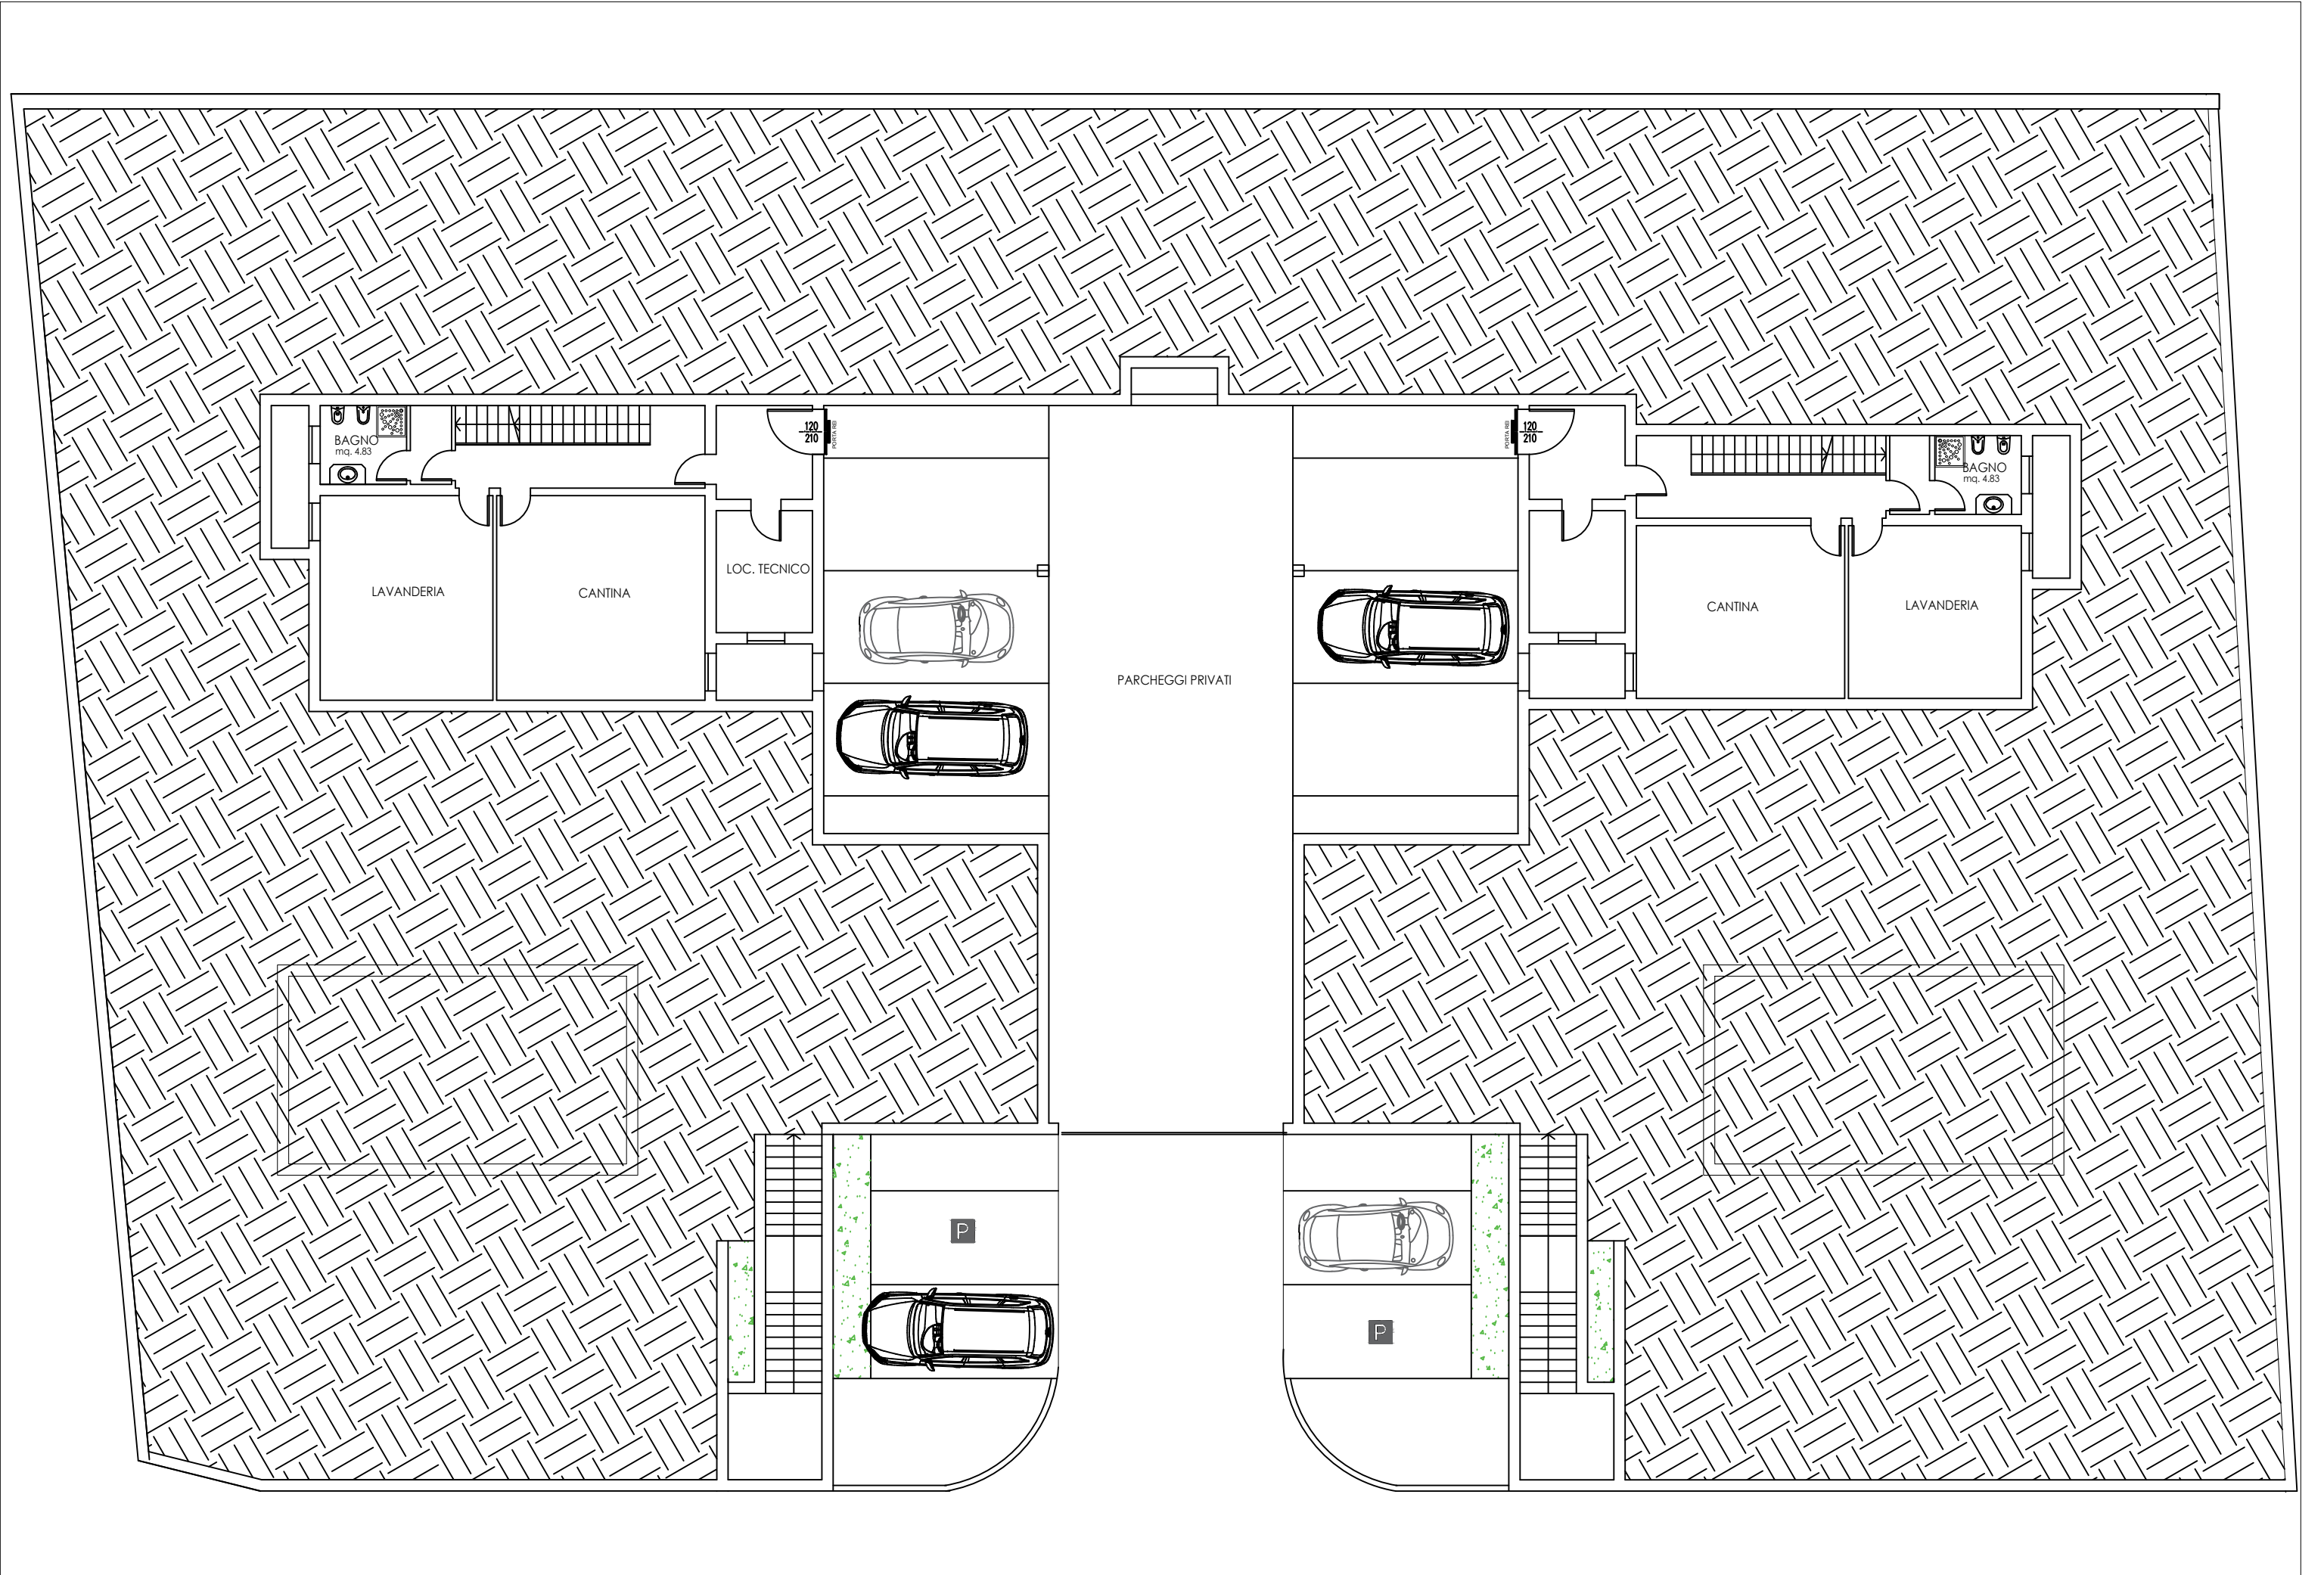 120
210
PORTA REI
PORTA REI
120
210
BAGNO
mq. 4.83
BAGNO
mq. 4.83
LOC. TECNICO
LAVANDERIA
CANTINA
CANTINA
LAVANDERIA
PARCHEGGI PRIVATI
P
P